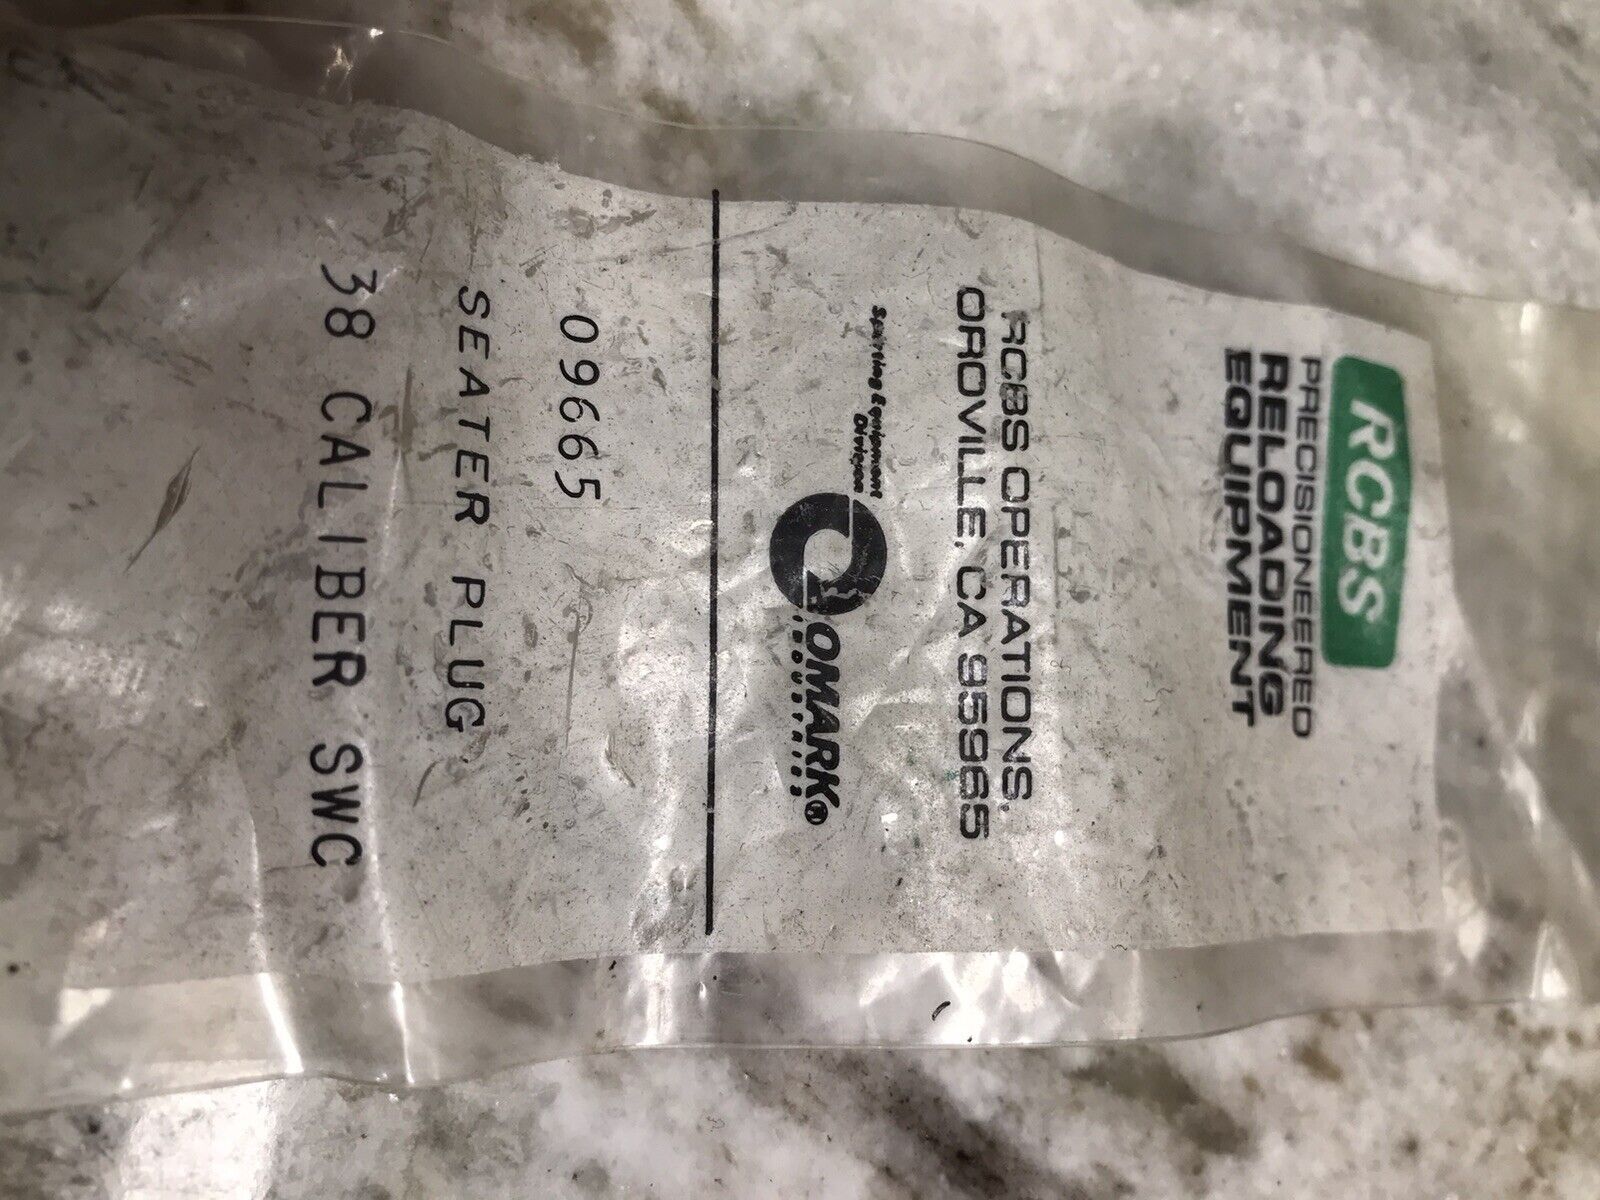 RCBS
PRECISIONEERED
RELOADING
EQUIPMENT
RCBS OPERATIONS,
OROVILLE, CA 95965
Sporting Equipment
Division
OMARK®
INDUSTRIES
09665
SEATER PLUG
38 CALIBER SWC